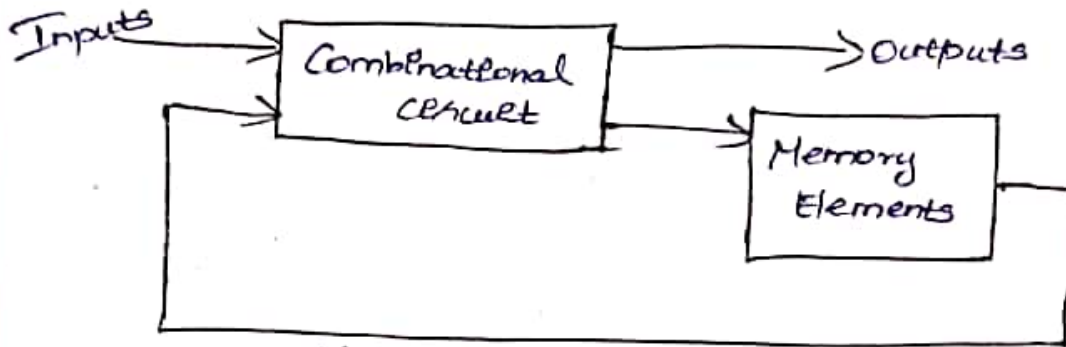 Inputs
Combinational
Circuit
Outputs
Memory
Elements